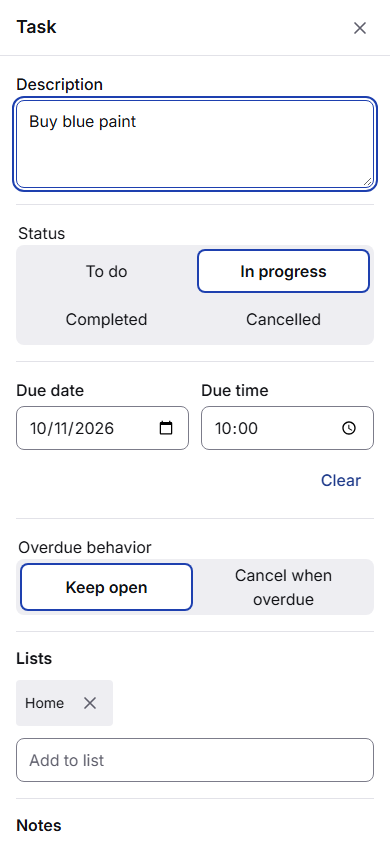 Task
Description
Buy blue paint
Status
To do
In progress
Completed
Cancelled
Due date
Due time
10/11/2026
10:00
Clear
Overdue behavior
Keep open
Cancel when
overdue
Lists
Home
Add to list
Notes